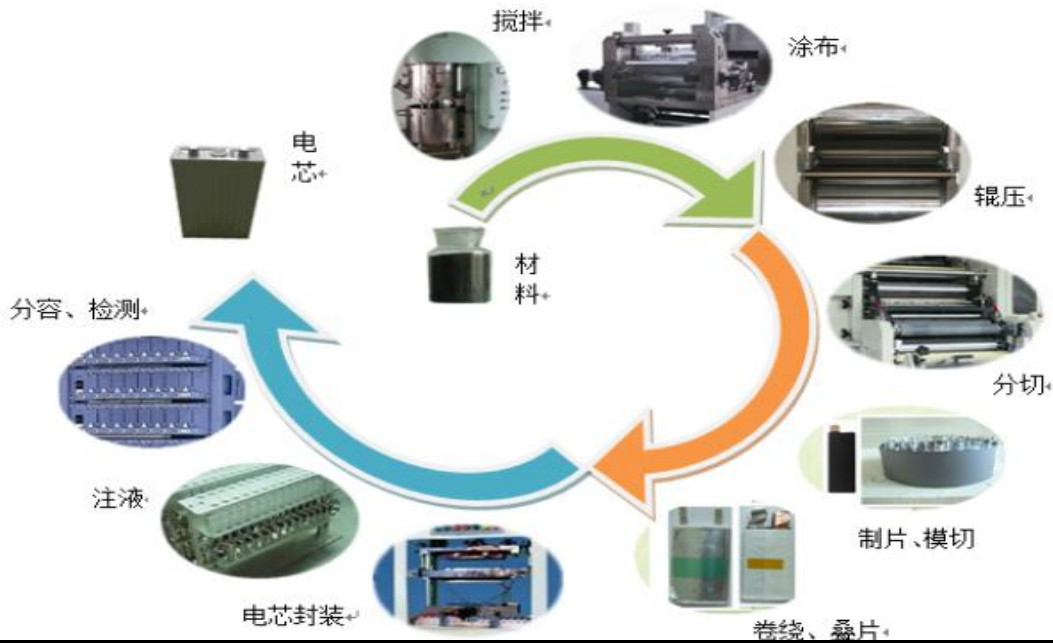 搅拌
涂布
电
芯
辊压
材
料
分容、检测
分切
注液
制片、模切
电芯封装
卷绕、叠片